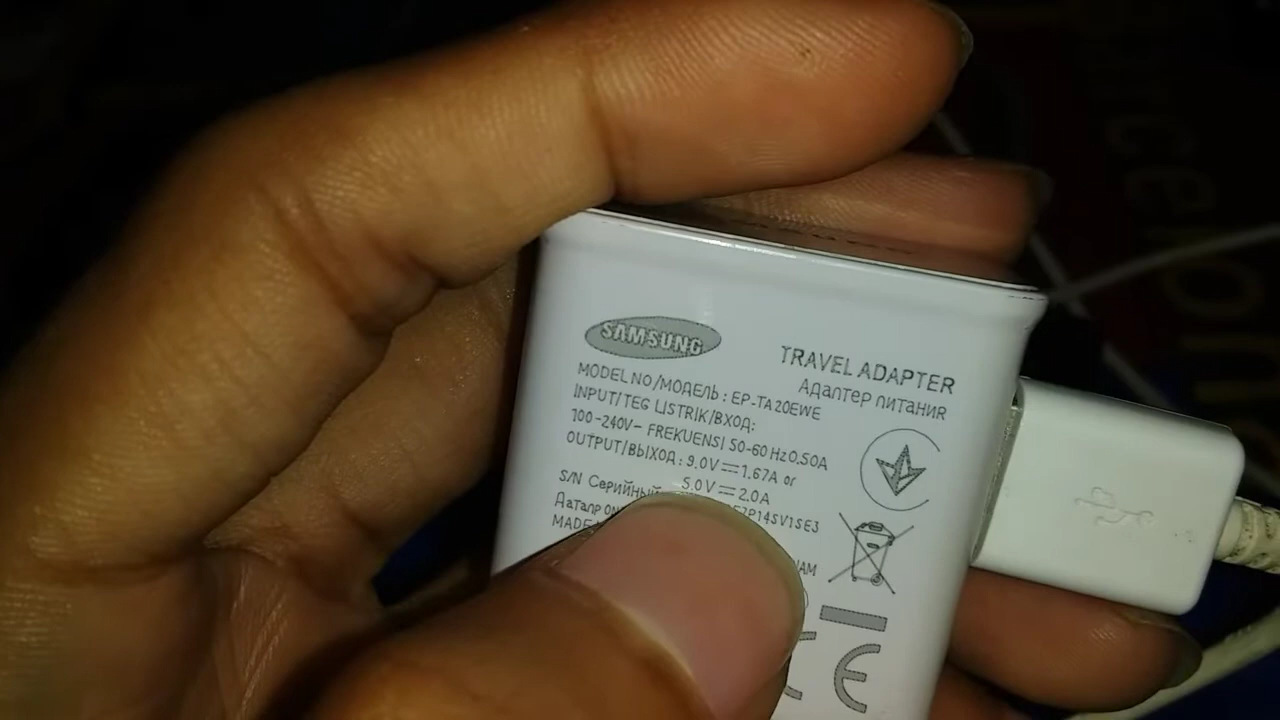 SAMSUNG
TRAVEL ADAPTER
Адаптер питания
MODEL NO/МОДЕЛЬ : EP-TA20EWE
INPUT/TEG LISTRIK/ВХОД:
100-240V~ FREKUENSI 50-60 Hz 0.50A
OUTPUT/ВЫХОД : 9.0V ⎓ 1.67A or
5.0V ⎓ 2.0A
S/N Серийный
MADE
CE